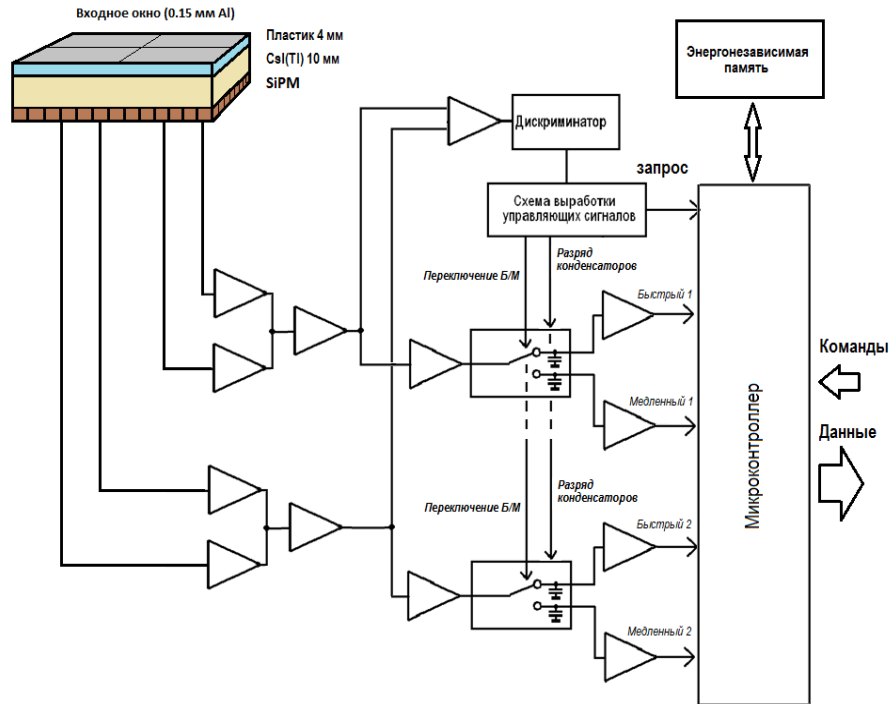 Входное окно (0.15 мм Al)
Пластик 4 мм
CsI(Tl) 10 мм
SiPM
Энергонезависимая
память
Дискриминатор
запрос
Схема выработки
управляющих сигналов
Переключение Б/М
Разряд
конденсаторов
Быстрый 1
Медленный 1
Команды
Данные
Микроконтроллер
Переключение Б/М
Разряд
конденсаторов
Быстрый 2
Медленный 2